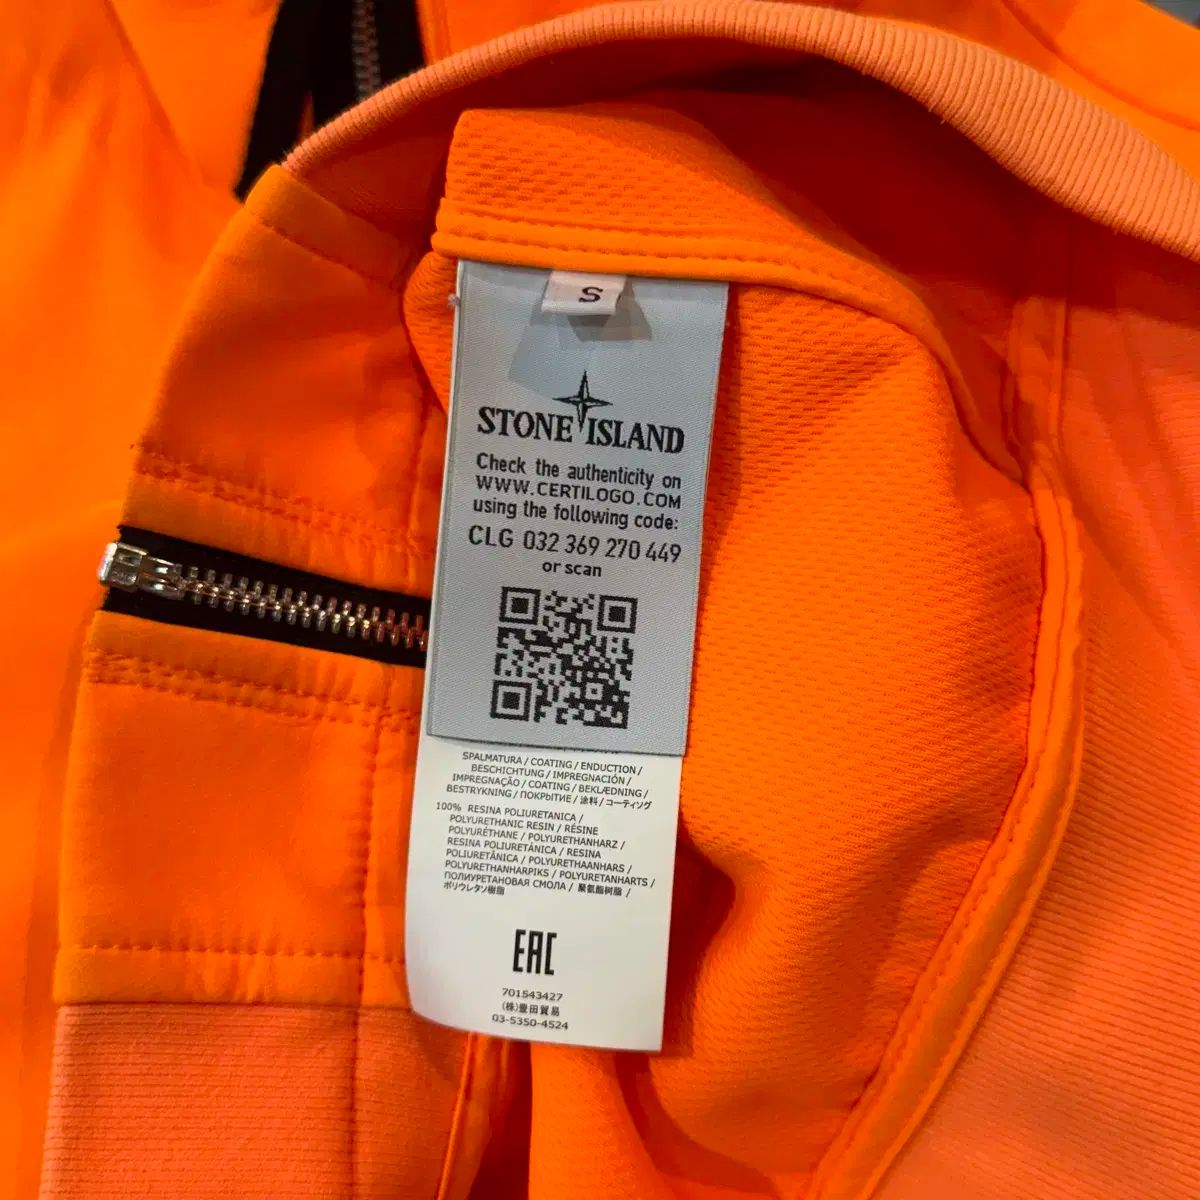 S
STONE ISLAND
Check the authenticity on
WWW.CERTILOGO.COM
using the following code:
CLG 032 369 270 449
or scan
SPALMATURA / COATING / ENDUCTION /
BESCHICHTUNG / IMPREGNACIÓN /
IMPREGNAÇÃO / COATING / BEKLÆDNING /
BESTRYKNING / ПОКРЫТИЕ / 涂料 / コーティング
100% RESINA POLIURETANICA /
POLYURETHANIC RESIN / RÉSINE
POLYURÉTHANE / POLYURETHANHARZ /
RESINA POLIURETÁNICA / RESINA
POLIURETÂNICA / POLYURETHAANHARS /
POLYURETHANHARPIKS / POLYURETANHARTS /
ПОЛИУРЕТАНОВАЯ СМОЛА / 聚氨酯树脂 /
ポリウレタン樹脂
EAC
701543427
(株)豊田貿易
03-5350-4524